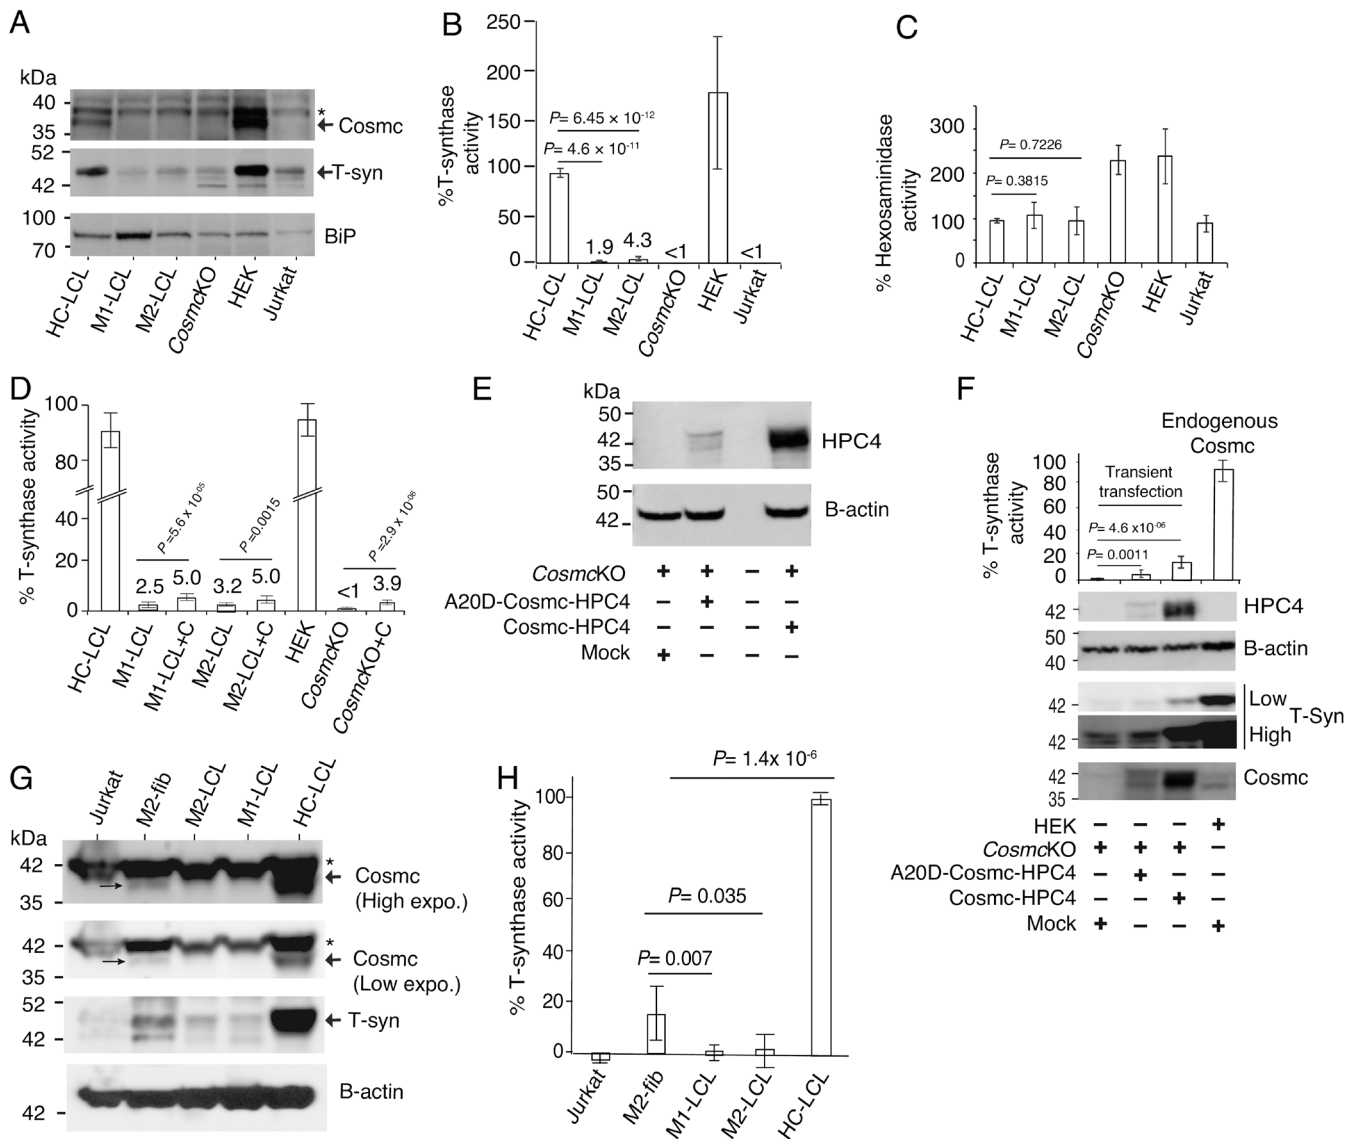 A
kDa
40
35
*
Cosmc
52
42
T-syn
100
70
BiP
HC-LCL
M1-LCL
M2-LCL
CosmcKO
HEK
Jurkat
B
%T-synthase
activity
250
200
150
100
50
0
P= 6.45 × 10-12
P= 4.6 × 10-11
1.9
4.3
<1
<1
HC-LCL
M1-LCL
M2-LCL
CosmcKO
HEK
Jurkat
C
% Hexosaminidase
activity
300
200
100
0
P= 0.7226
P= 0.3815
HC-LCL
M1-LCL
M2-LCL
CosmcKO
HEK
Jurkat
D
% T-synthase activity
100
80
40
20
0
P =5.6 x 10-05
P=0.0015
P=2.9 x 10-06
2.5
5.0
3.2
5.0
<1
3.9
HC-LCL
M1-LCL
M1-LCL+C
M2-LCL
M2-LCL+C
HEK
CosmcKO
CosmcKO+C
E
kDa
50
42
35
HPC4
50
42
B-actin
CosmcKO + + − +
A20D-Cosmc-HPC4 − + − −
Cosmc-HPC4 − − − +
Mock + − − −
F
Endogenous
Cosmc
% T-synthase
activity
100
80
60
40
20
0
Transient
transfection
P= 4.6 x10-06
P= 0.0011
42
HPC4
50
40
B-actin
42
Low
T-Syn
42
High
42
35
Cosmc
HEK − − − +
CosmcKO + + + −
A20D-Cosmc-HPC4 − + − −
Cosmc-HPC4 − − + −
Mock + − − +
G
Jurkat
M2-fib
M2-LCL
M1-LCL
HC-LCL
kDa
42
35
*
Cosmc
(High expo.)
42
35
*
Cosmc
(Low expo.)
52
42
T-syn
42
B-actin
H
% T-synthase activity
100
80
60
40
20
0
P= 1.4x 10-6
P= 0.035
P= 0.007
Jurkat
M2-fib
M1-LCL
M2-LCL
HC-LCL